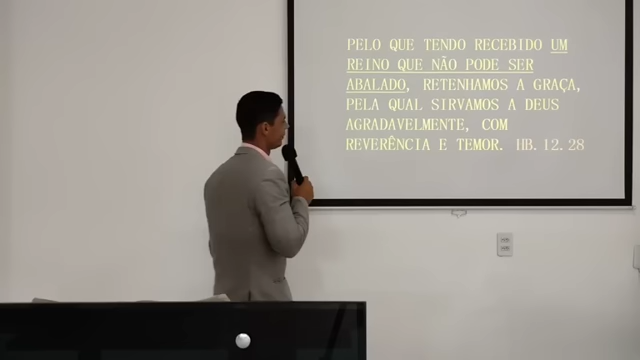 PELO QUE TENDO RECEBIDO UM
REINO QUE NÃO PODE SER
ABALADO, RETENHAMOS A GRAÇA,
PELA QUAL SIRVAMOS A DEUS
AGRADAVELMENTE, COM
REVERÊNCIA E TEMOR. HB.12.28